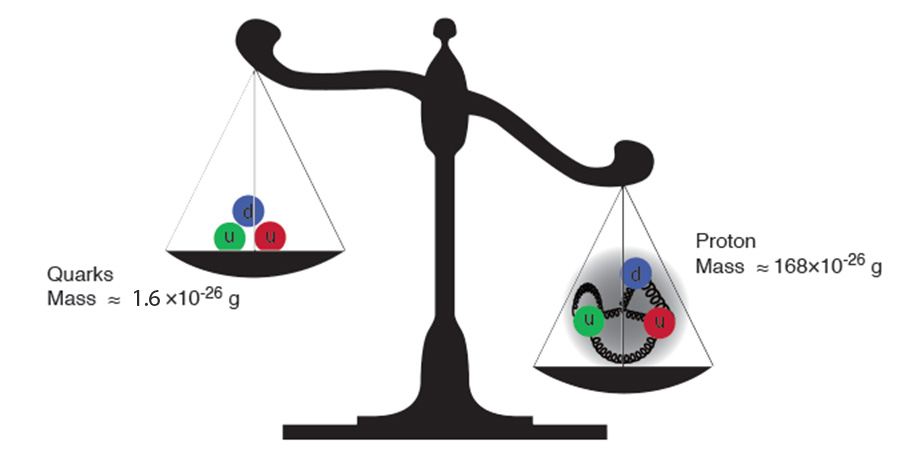 d
u u
Quarks
Mass ≈ 1.6 ×10⁻²⁶ g
Proton
Mass ≈ 168×10⁻²⁶ g
d
u u